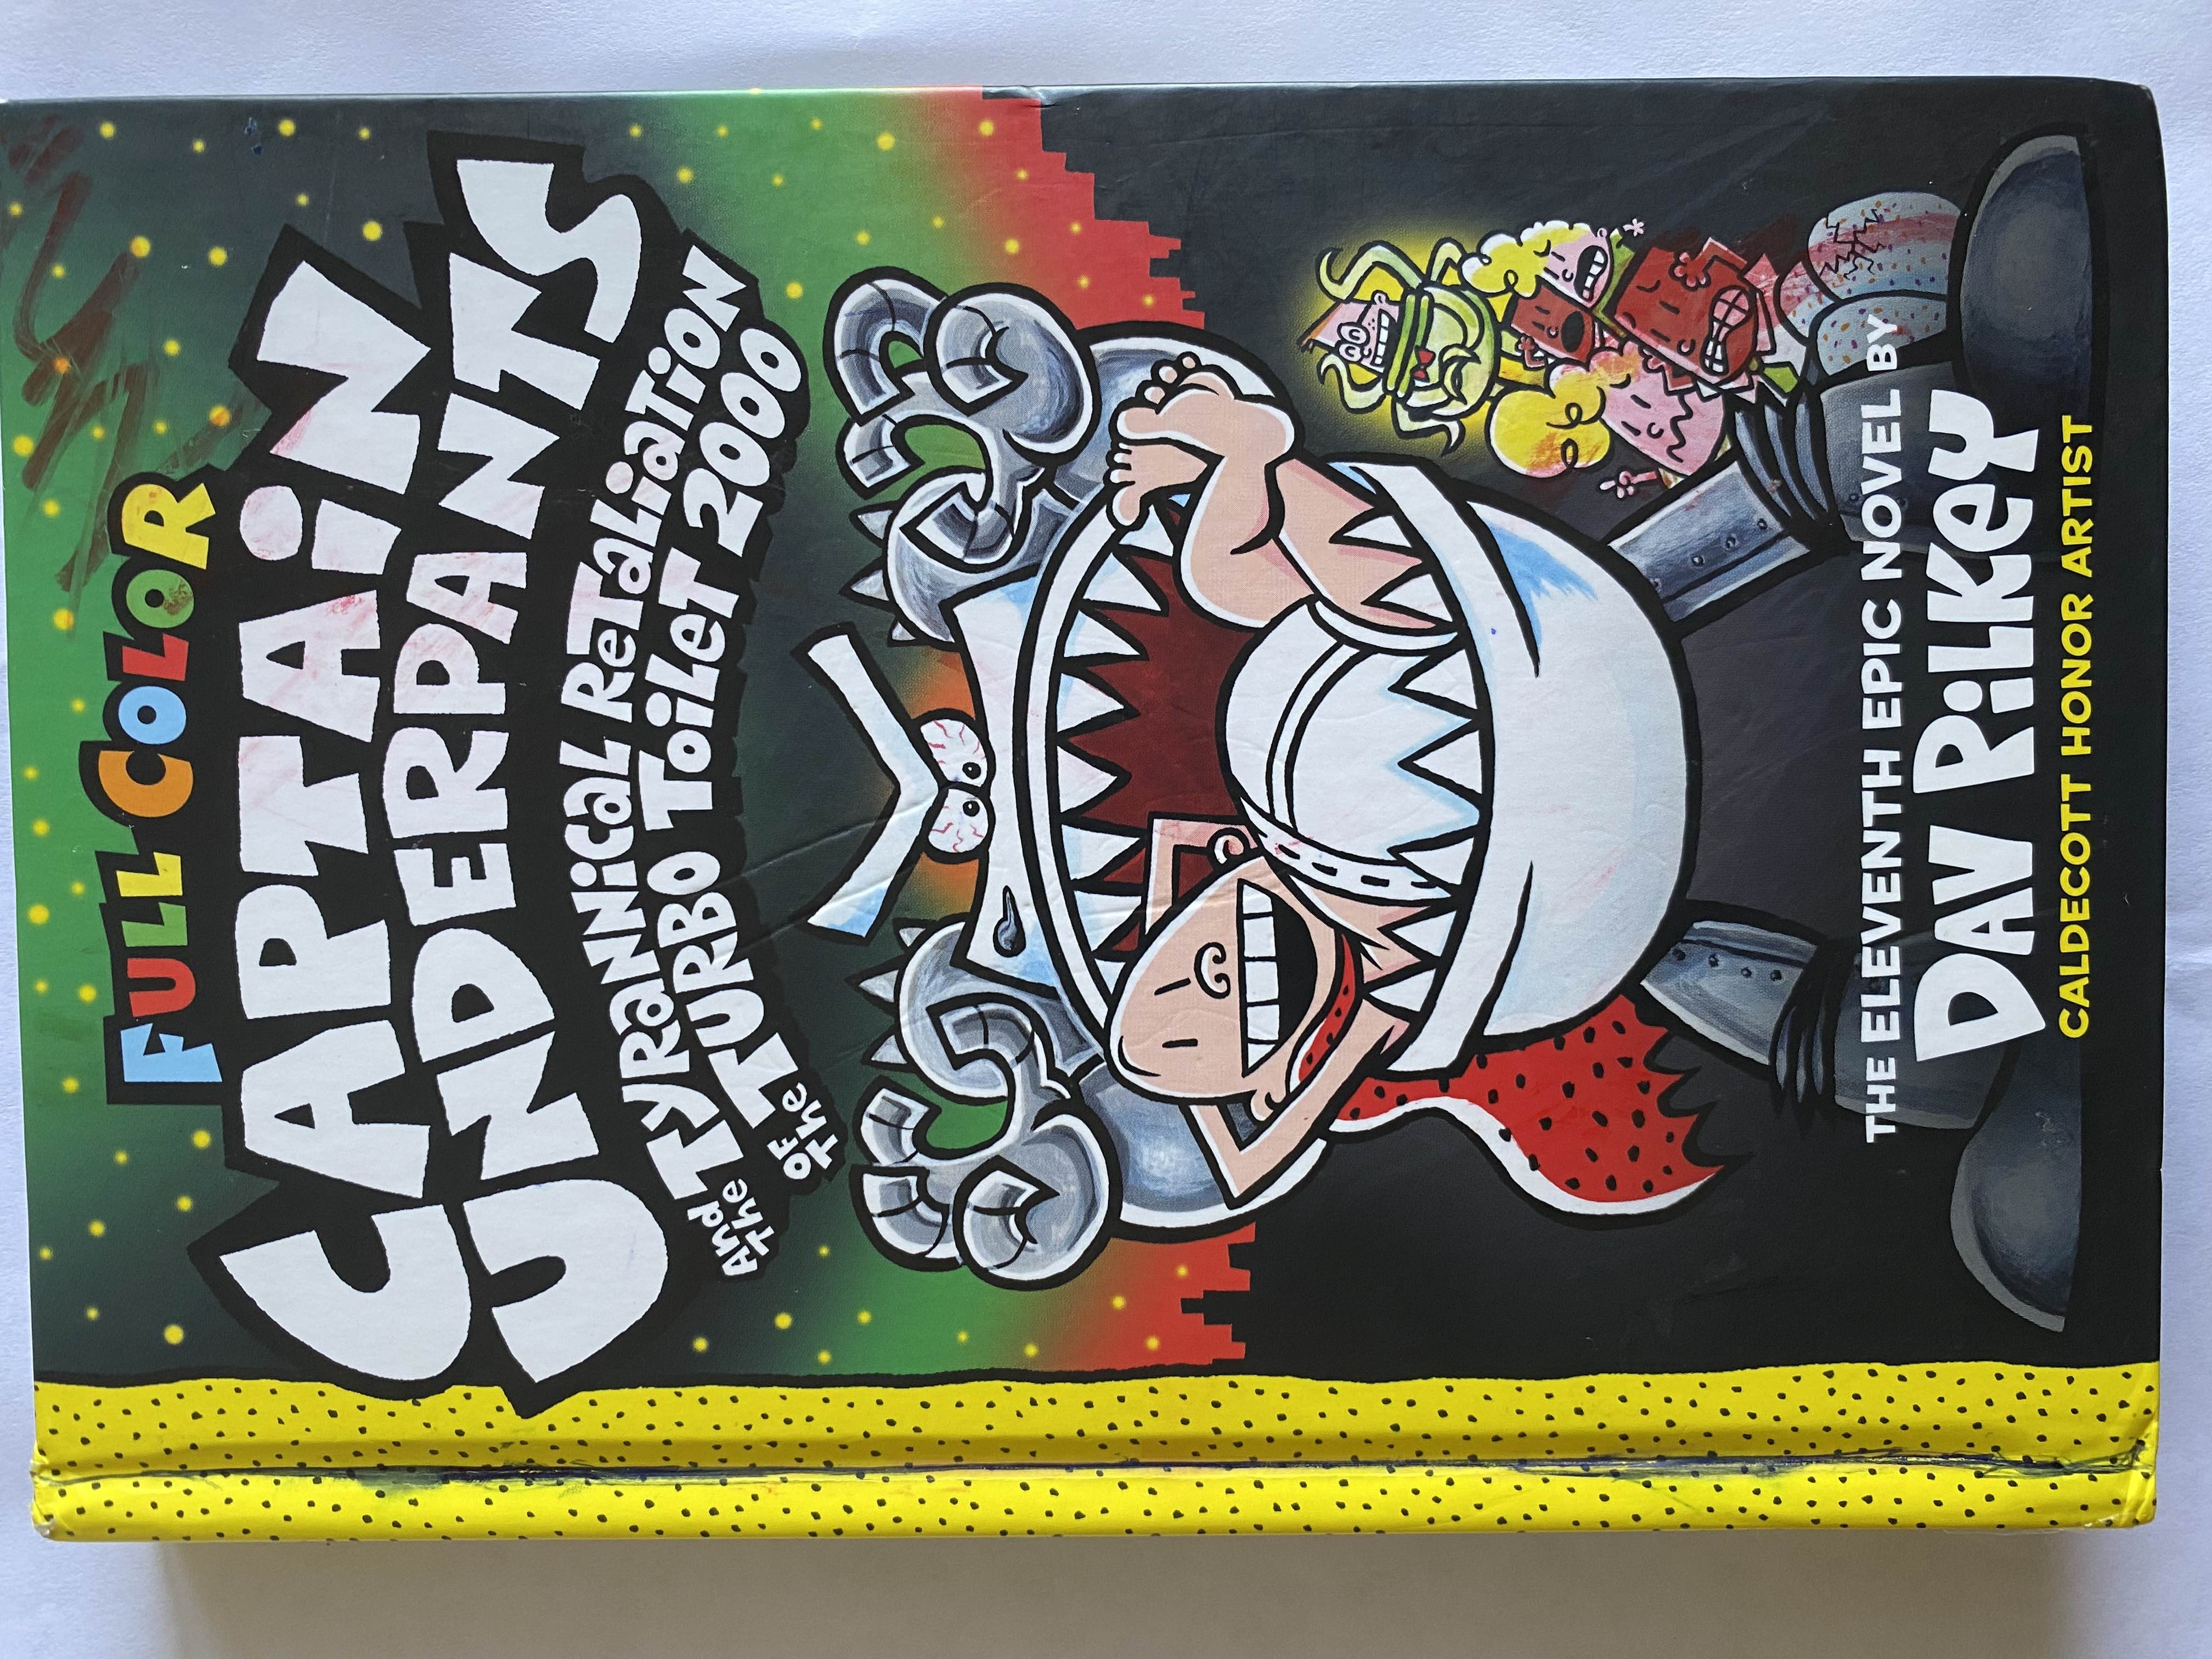 FULL COLOR
CAPTAiN
UNDERPANTS
And The TYRaNNiCaL ReTaLiaTiON
OF The TURBO ToiLeT 2000
THE ELEVENTH EPIC NOVEL BY
DAV PiLKeY
CALDECOTT HONOR ARTIST